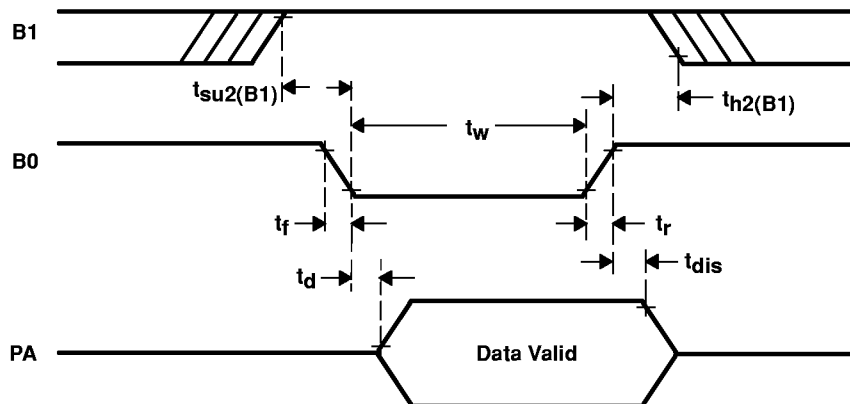 B1
tsu2(B1)
th2(B1)
tw
B0
tf
tr
td
tdis
PA
Data Valid